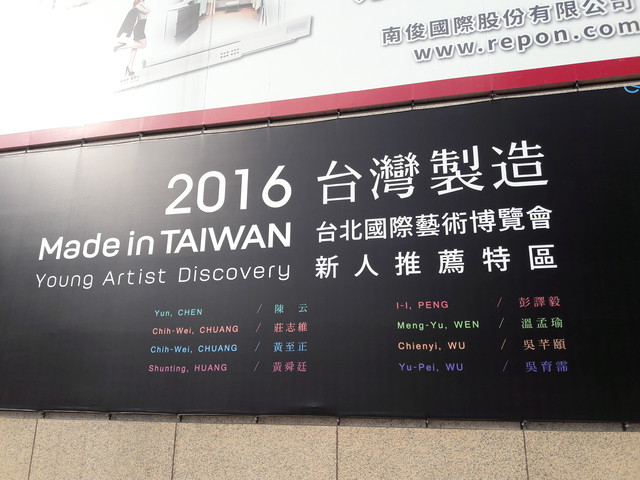 南俊國際股份有限公司
www.repon.com
2016 台灣製造
Made in TAIWAN 台北國際藝術博覽會
Young Artist Discovery 新人推薦特區
Yun, CHEN / 陳 云
Chih-Wei, CHUANG / 莊志維
Chih-Wei, CHUANG / 黃至正
Shunting, HUANG / 黃舜廷
I-I, PENG / 彭譯毅
Meng-Yu, WEN / 溫孟瑜
Chienyi, WU / 吳芊頤
Yu-Pei, WU / 吳育霈